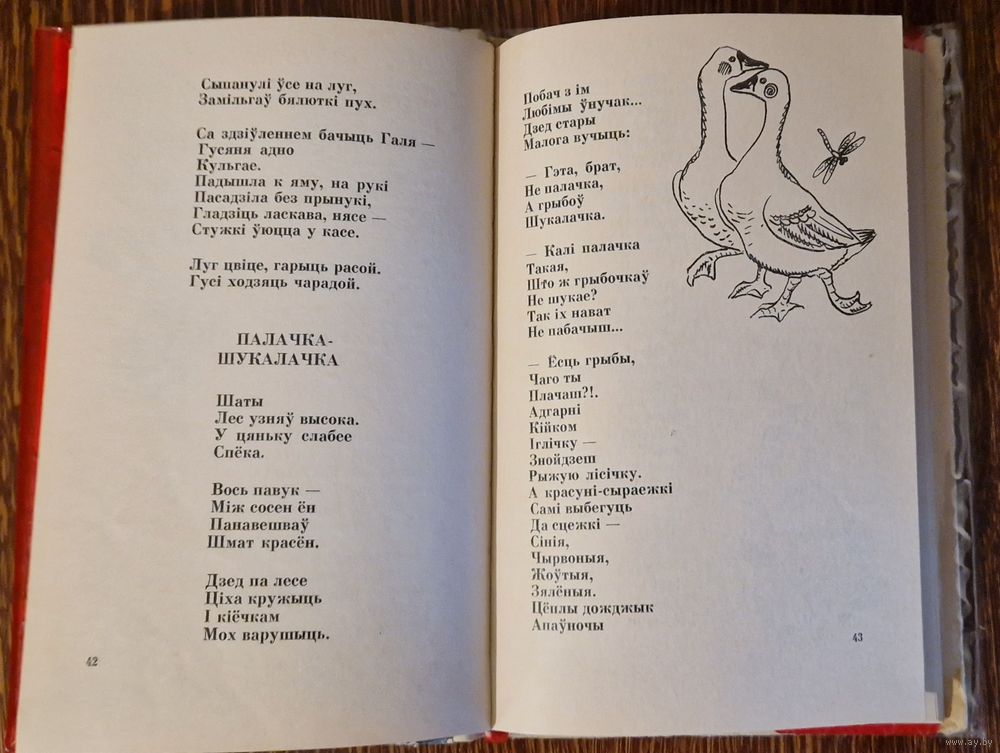 Сыпанулі ўсе на луг,
Замільгаў бялюткі пух.
Са здзіўленнем бачыць Галя —
Гусяня адно
Кульгае.
Падышла к яму, на рукі
Пасадзіла без прынукі,
Гладзіць ласкава, нясе —
Стужкі ўюцца у касе.
Луг цвіце, гарыць расой.
Гусі ходзяць чарадой.
ПАЛАЧКА-
ШУКАЛАЧКА
Шаты
Лес узняў высока.
У цяньку слабее
Спёка.
Вось павук —
Між сосен ён
Панавешваў
Шмат красён.
Дзед па лесе
Ціха кружыць
І кіёчкам
Мох варушыць.
42
Побач з ім
Любімы ўнучак...
Дзед стары
Малога вучыць:
— Гэта, брат,
Не палачка,
А грыбоў
Шукалачка.
— Калі палачка
Такая,
Што ж грыбочкаў
Не шукае?
Так іх нават
Не пабачыш...
— Ёсць грыбы,
Чаго ты
Плачаш?!.
Адгарні
Кійком
Ігліч­ку —
Знойдзеш
Рыжую лісічку.
А красуні-сыраежкі
Самі выбегуць
Да сцежкі —
Сінія,
Чырвоныя,
Жоўтыя,
Зялёныя.
Цёплы дожджык
Апаўночы
43
www.ay.by